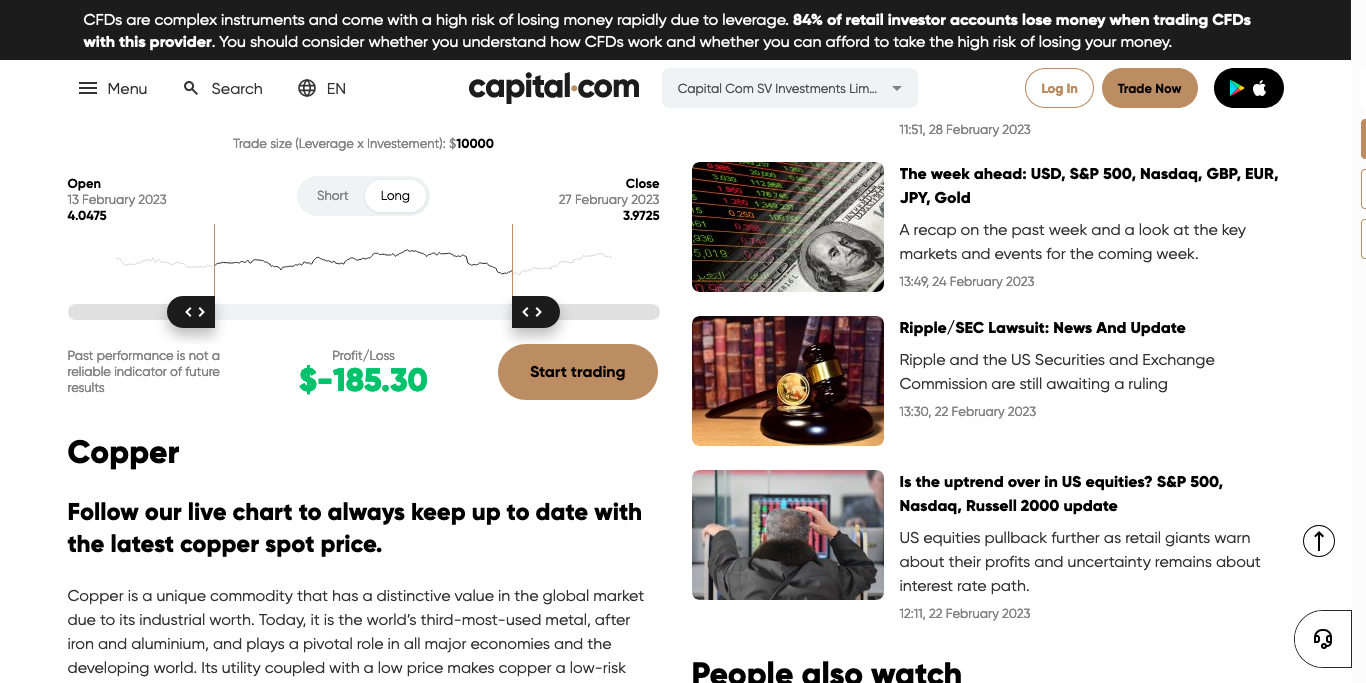 CFDs are complex instruments and come with a high risk of losing money rapidly due to leverage. 84% of retail investor accounts lose money when trading CFDs
with this provider. You should consider whether you understand how CFDs work and whether you can afford to take the high risk of losing your money.
Menu
Search
EN
capital.com
Capital Com SV Investments Lim...
Log In
Trade Now
Trade size (Leverage x Investement): $10000
Open
13 February 2023
4.0475
Short
Long
Close
27 February 2023
3.9725
Past performance is not a
reliable indicator of future
results
Profit/Loss
$-185.30
Start trading
Copper
Follow our live chart to always keep up to date with
the latest copper spot price.
Copper is a unique commodity that has a distinctive value in the global market
due to its industrial worth. Today, it is the world’s third-most-used metal, after
iron and aluminium, and plays a pivotal role in all major economies and the
developing world. Its utility coupled with a low price makes copper a low-risk
11:51, 28 February 2023
The week ahead: USD, S&P 500, Nasdaq, GBP, EUR,
JPY, Gold
A recap on the past week and a look at the key
markets and events for the coming week.
13:49, 24 February 2023
Ripple/SEC Lawsuit: News And Update
Ripple and the US Securities and Exchange
Commission are still awaiting a ruling
13:30, 22 February 2023
Is the uptrend over in US equities? S&P 500,
Nasdaq, Russell 2000 update
US equities pullback further as retail giants warn
about their profits and uncertainty remains about
interest rate path.
12:11, 22 February 2023
People also watch